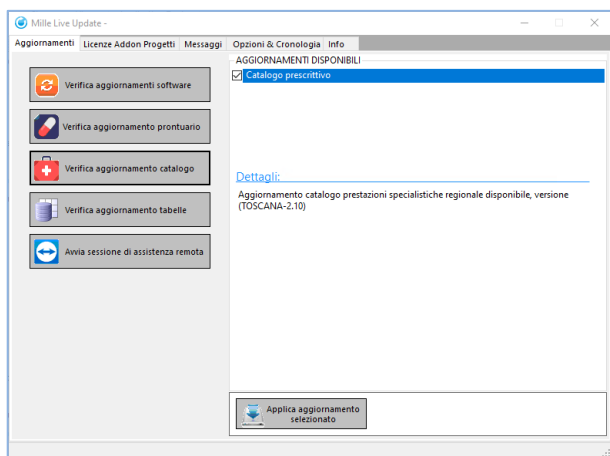 Mille Live Update -
Aggiornamenti Licenze Addon Progetti Messaggi Opzioni & Cronologia Info
Verifica aggiornamenti software
Verifica aggiornamento prontuario
Verifica aggiornamento catalogo
Verifica aggiornamento tabelle
Avvia sessione di assistenza remota
AGGIORNAMENTI DISPONIBILI
Catalogo prescrittivo
Dettagli:
Aggiornamento catalogo prestazioni specialistiche regionale disponibile, versione
(TOSCANA-2.10)
Applica aggiornamento
selezionato